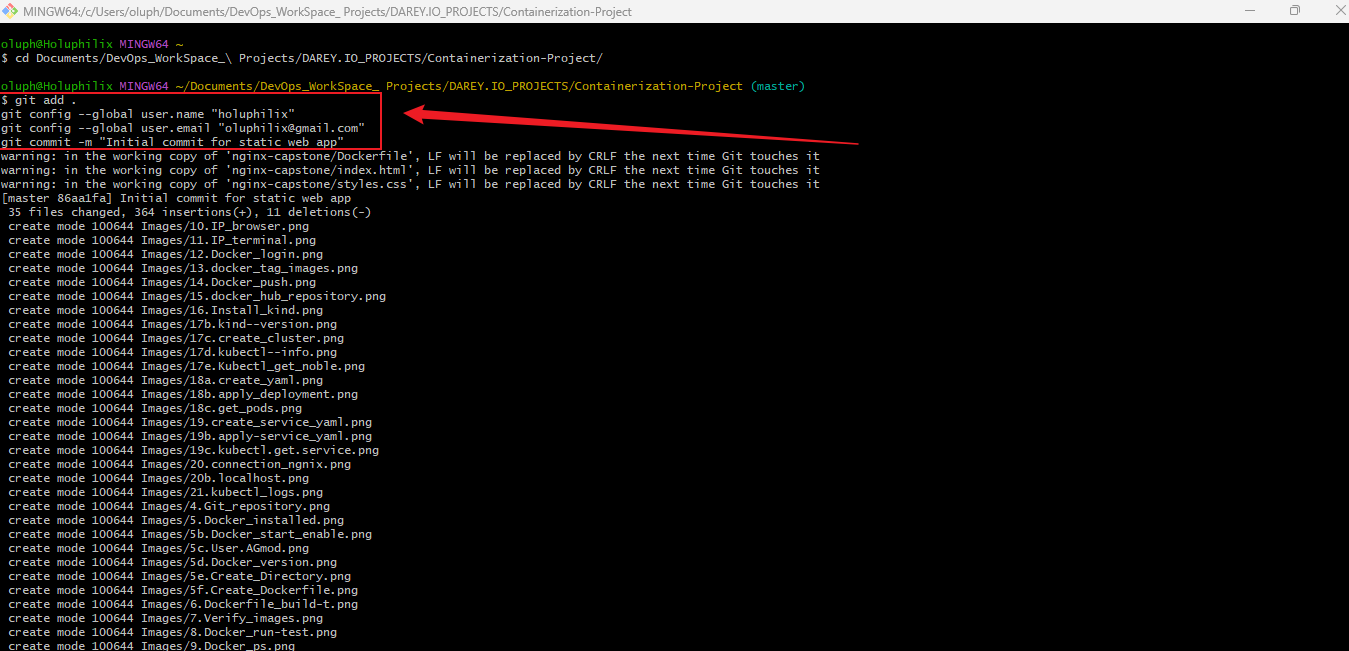 MINGW64:/c/Users/oluph/Documents/DevOps_WorkSpace_ Projects/DAREY.IO_PROJECTS/Containerization-Project
oluph@Holuphilix MINGW64 ~
$ cd Documents/DevOps_WorkSpace_\ Projects/DAREY.IO_PROJECTS/Containerization-Project/
oluph@Holuphilix MINGW64 ~/Documents/DevOps_WorkSpace_ Projects/DAREY.IO_PROJECTS/Containerization-Project (master)
$ git add .
git config --global user.name "holuphilix"
git config --global user.email "oluphilix@gmail.com"
git commit -m "Initial commit for static web app"
warning: in the working copy of 'nginx-capstone/Dockerfile', LF will be replaced by CRLF the next time Git touches it
warning: in the working copy of 'nginx-capstone/index.html', LF will be replaced by CRLF the next time Git touches it
warning: in the working copy of 'nginx-capstone/styles.css', LF will be replaced by CRLF the next time Git touches it
[master 86aa1fa] Initial commit for static web app
35 files changed, 364 insertions(+), 11 deletions(-)
create mode 100644 Images/10.IP_browser.png
create mode 100644 Images/11.IP_terminal.png
create mode 100644 Images/12.Docker_login.png
create mode 100644 Images/13.docker_tag_images.png
create mode 100644 Images/14.Docker_push.png
create mode 100644 Images/15.docker_hub_repository.png
create mode 100644 Images/16.Install_kind.png
create mode 100644 Images/17b.kind--version.png
create mode 100644 Images/17c.create_cluster.png
create mode 100644 Images/17d.kubectl--info.png
create mode 100644 Images/17e.Kubectl_get_noble.png
create mode 100644 Images/18a.create_yaml.png
create mode 100644 Images/18b.apply_deployment.png
create mode 100644 Images/18c.get_pods.png
create mode 100644 Images/19.create_service_yaml.png
create mode 100644 Images/19b.apply-service_yaml.png
create mode 100644 Images/19c.kubectl.get.service.png
create mode 100644 Images/20.connection_ngnix.png
create mode 100644 Images/20b.localhost.png
create mode 100644 Images/21.kubectl_logs.png
create mode 100644 Images/4.Git_repository.png
create mode 100644 Images/5.Docker_installed.png
create mode 100644 Images/5b.Docker_start_enable.png
create mode 100644 Images/5c.User.AGmod.png
create mode 100644 Images/5d.Docker_version.png
create mode 100644 Images/5e.Create_Directory.png
create mode 100644 Images/5f.Create_Dockerfile.png
create mode 100644 Images/6.Dockerfile_build-t.png
create mode 100644 Images/7.Verify_images.png
create mode 100644 Images/8.Docker_run-test.png
create mode 100644 Images/9.Docker_ps.png